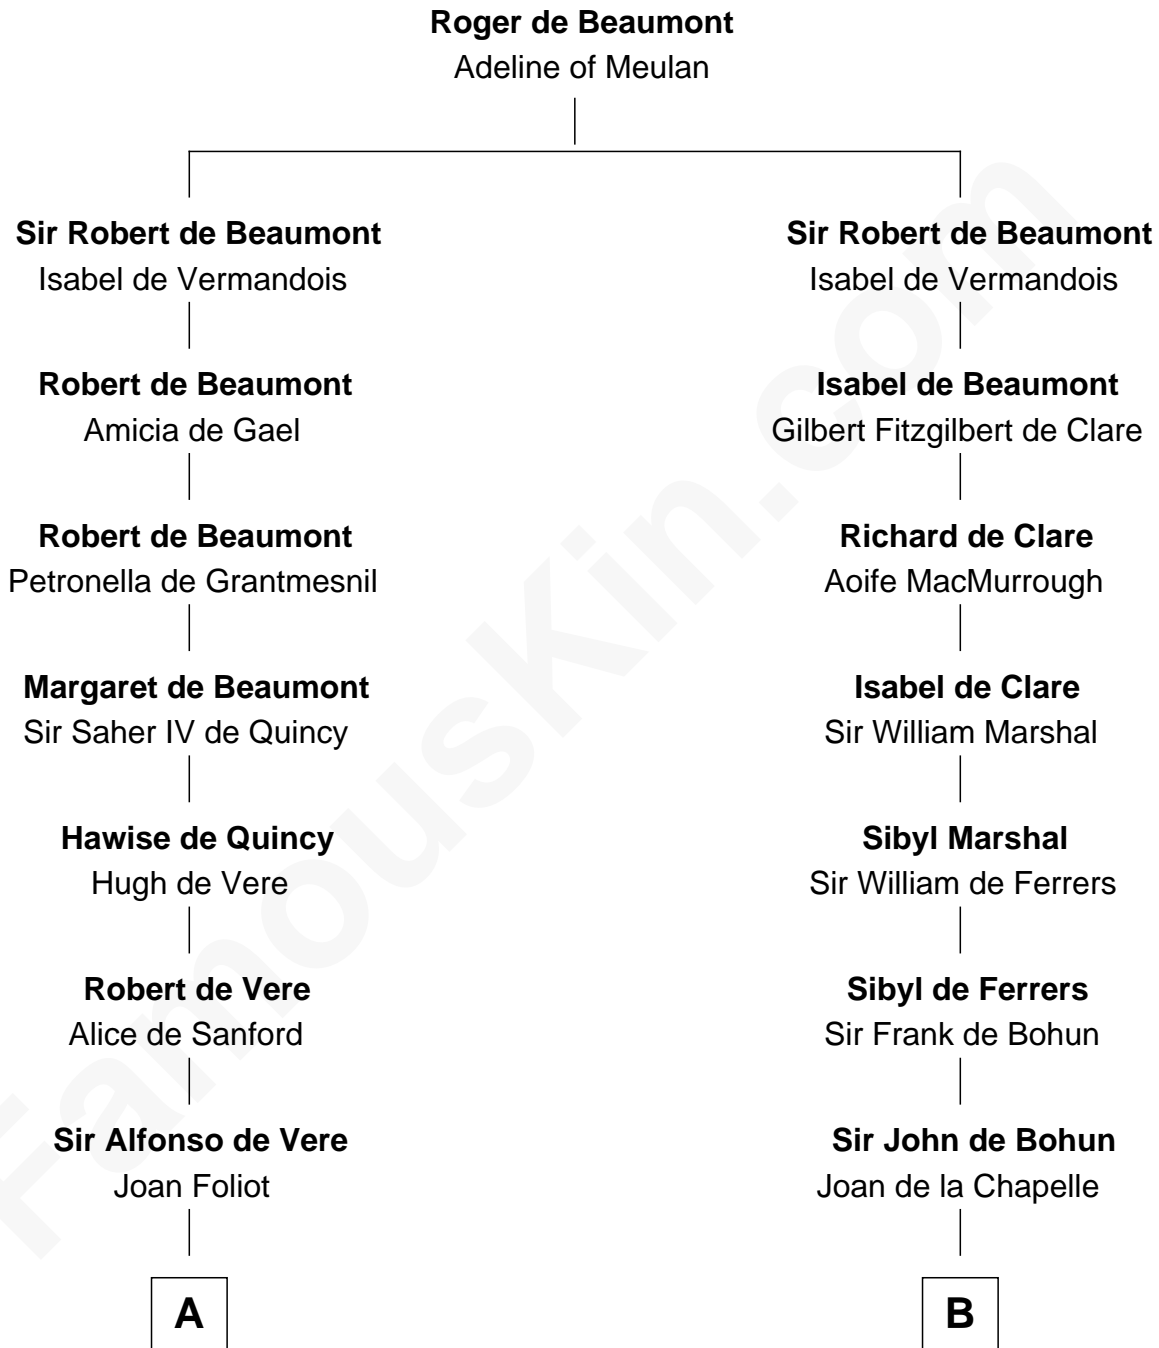 Roger de Beaumont
Adeline of Meulan
Sir Robert de Beaumont
Isabel de Vermandois
Robert de Beaumont
Amicia de Gael
Robert de Beaumont
Petronella de Grantmesnil
Margaret de Beaumont
Sir Saher IV de Quincy
Hawise de Quincy
Hugh de Vere
Robert de Vere
Alice de Sanford
Sir Alfonso de Vere
Joan Foliot
A
Sir Robert de Beaumont
Isabel de Vermandois
Isabel de Beaumont
Gilbert Fitzgilbert de Clare
Richard de Clare
Aoife MacMurrough
Isabel de Clare
Sir William Marshal
Sibyl Marshal
Sir William de Ferrers
Sibyl de Ferrers
Sir Frank de Bohun
Sir John de Bohun
Joan de la Chapelle
B
FamousKin.com